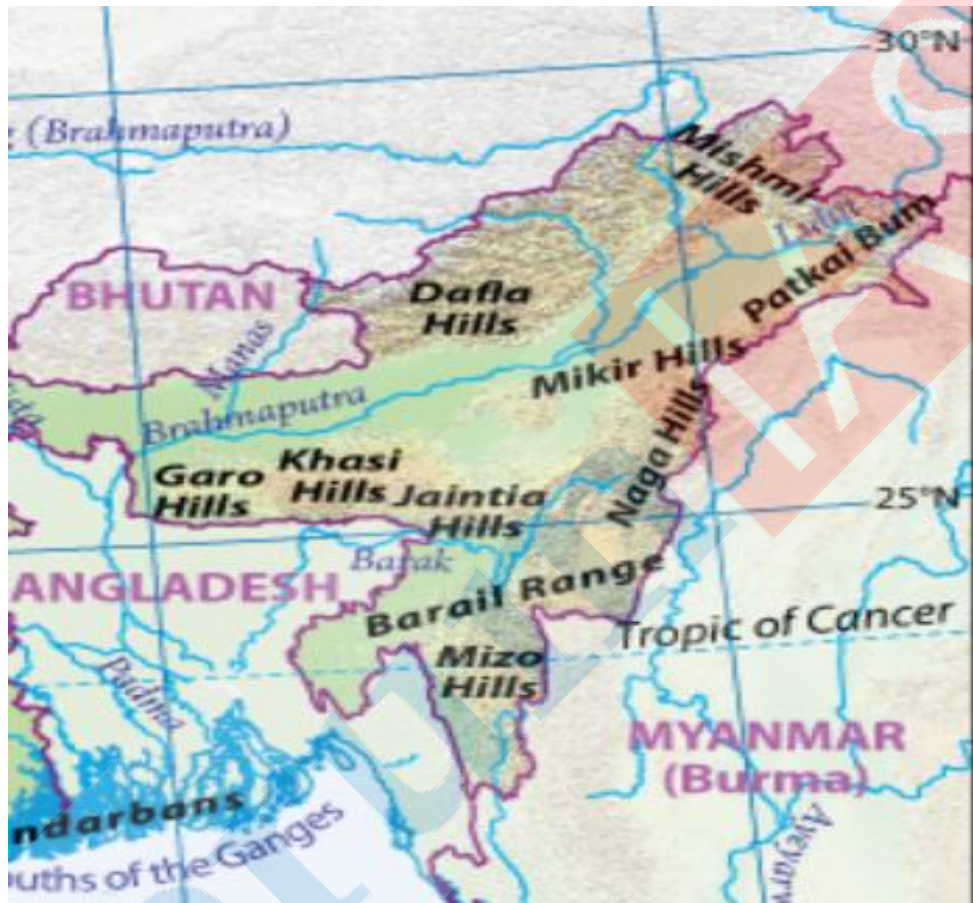 30°N
(Brahmaputra)
Mishmi
Hills
Patkai Bum
BHUTAN
Dafla
Hills
Manas
Mikir Hills
Brahmaputra
Naga Hills
Garo
Hills
Khasi
Hills
Jaintia
Hills
25°N
Barak
ANGLADESH
Barail Range
Tropic of Cancer
Mizo
Hills
Padma
MYANMAR
(Burma)
ndarbans
uths of the Ganges
Ayeyarw